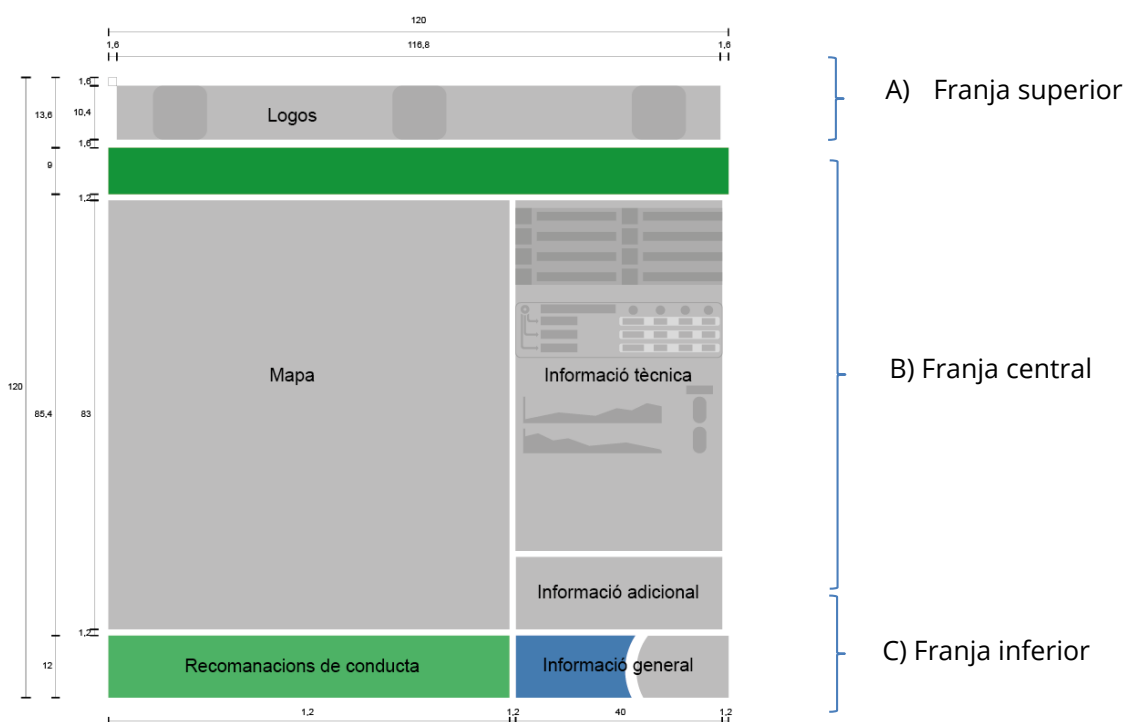 120
1,6 116,8 1,6
1,6
13,6 10,4 Logos
1,6
9
1,2
A) Franja superior
Mapa
Informació tècnica
B) Franja central
120
85,4 83
Informació adicional
1,2
12
Recomanacions de conducta
Informació general
C) Franja inferior
1,2 1,2 40 1,2